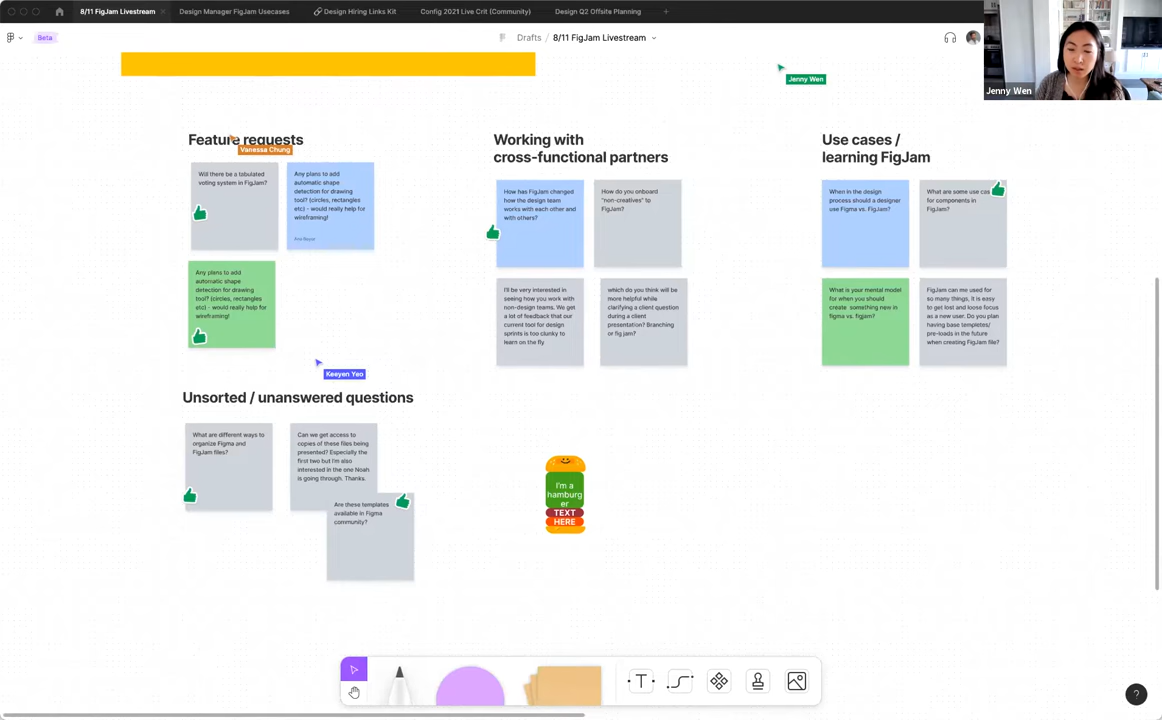 8/11 FigJam Livestream
Design Manager FigJam Usecases
Design Hiring Links Kit
Config 2021 Live Crit (Community)
Design Q2 Offsite Planning
Beta
Drafts / 8/11 FigJam Livestream
Jenny Wen
Jenny Wen
Feature requests
Vanessa Chung
Will there be a tabulated
voting system in FigJam?
Any plans to add
automatic shape
detection for drawing
tool? (circles, rectangles
etc) - would really help for
wireframing!
Any plans to add
automatic shape
detection for drawing
tool? (circles, rectangles
etc) - would really help for
wireframing!
Keeyen Yeo
Working with
cross-functional partners
How has FigJam changed
how the design team
works with each other and
with others?
How do you onboard
"non-creatives" to
FigJam?
I'll be very interested in
seeing how you work with
non-design teams. We get
a lot of feedback that our
current tool for design
sprints is too clunky to
learn on the fly
which do you think will be
more helpful while
clarifying a client question
during a client
presentation? Branching
or fig jam?
Use cases /
learning FigJam
When in the design
process should a designer
use Figma vs. FigJam?
What are some use cas
for components in
FigJam?
What is your mental model
for when you should
create something new in
figma vs. figjam?
FigJam can me used for
so many things, it is easy
to get lost and loose focus
as a new user. Do you plan
having base templates/
pre-loads in the future
when creating FigJam file?
Unsorted / unanswered questions
What are different ways to
organize Figma and
FigJam files?
Can we get access to
copies of these files being
presented? Especially the
first two but I'm also
interested in the one Noah
is going through. Thanks.
Are these templates
available in Figma
community?
I'm a
hamburg
er
TEXT
HERE
T
?